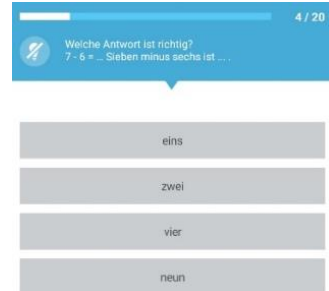 4 / 20
Welche Antwort ist richtig?
7 - 6 = ... Sieben minus sechs ist ... .
eins
zwei
vier
neun